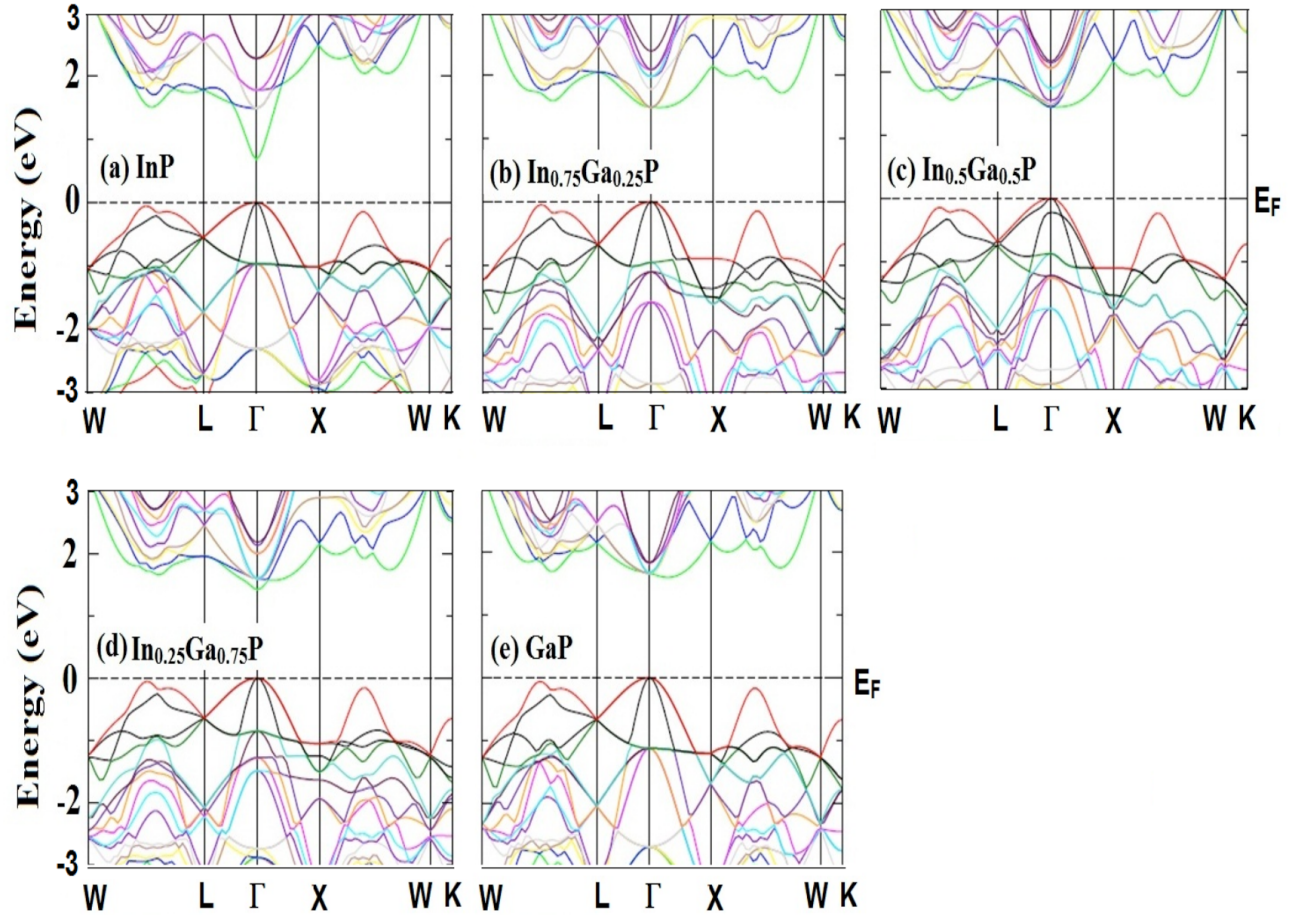 3
2
0
-2
-3
Energy (eV)
(a) InP
W L Γ X W K
(b) In0.75Ga0.25P
W L Γ X W K
(c) In0.5Ga0.5P
EF
W L Γ X W K
3
2
0
-2
-3
Energy (eV)
(d) In0.25Ga0.75P
W L Γ X W K
(e) GaP
EF
W L Γ X W K